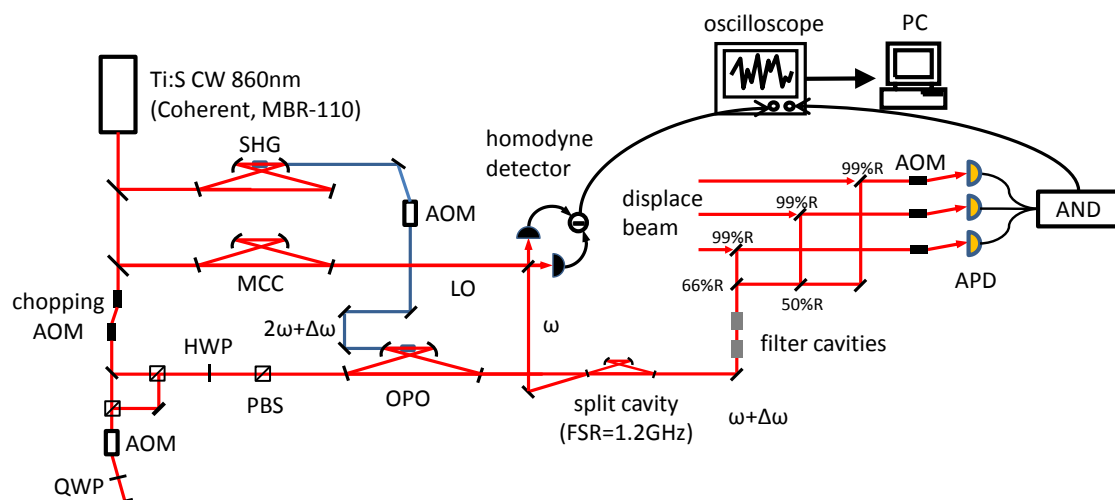 oscilloscope
PC
Ti:S CW 860nm
(Coherent, MBR-110)
SHG
homodyne
detector
99%R
AOM
AOM
displace
beam
99%R
AND
99%R
MCC
LO
66%R
50%R
APD
chopping
AOM
2ω+Δω
ω
HWP
filter cavities
PBS
OPO
split cavity
(FSR=1.2GHz)
ω+Δω
AOM
QWP